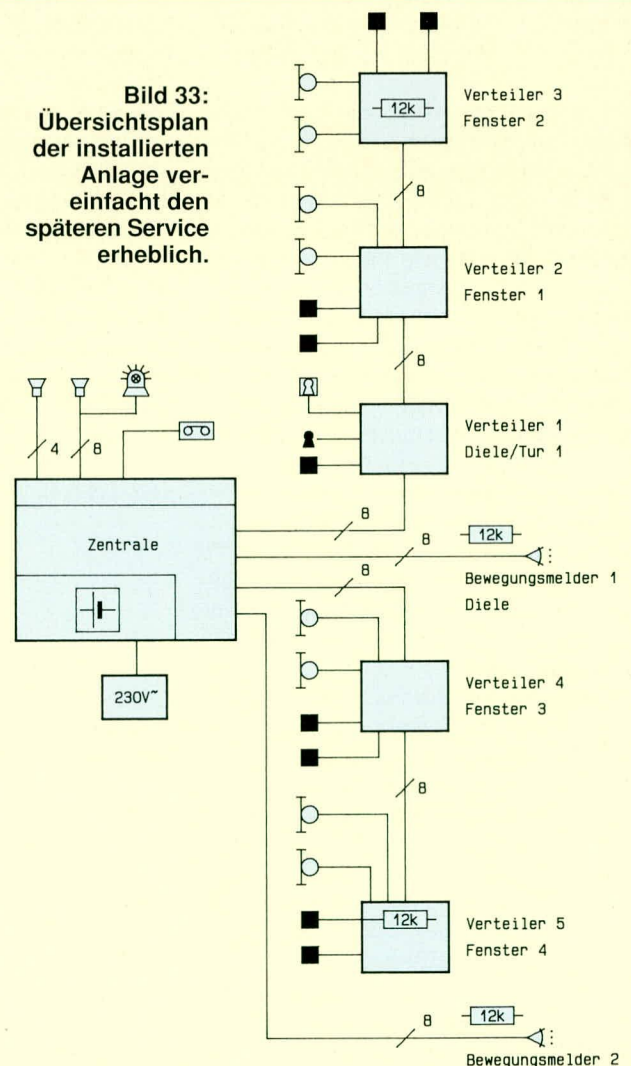 Bild 33:
Übersichtsplan
der installierten
Anlage ver-
einfacht den
späteren Service
erheblich.
12k
Verteiler 3
Fenster 2
8
Verteiler 2
Fenster 1
8
Verteiler 1
Diele/Tur 1
4
8
8
Zentrale
12k
8
8
Bewegungsmelder 1
Diele
230V~
Verteiler 4
Fenster 3
8
12k
Verteiler 5
Fenster 4
12k
8
Bewegungsmelder 2